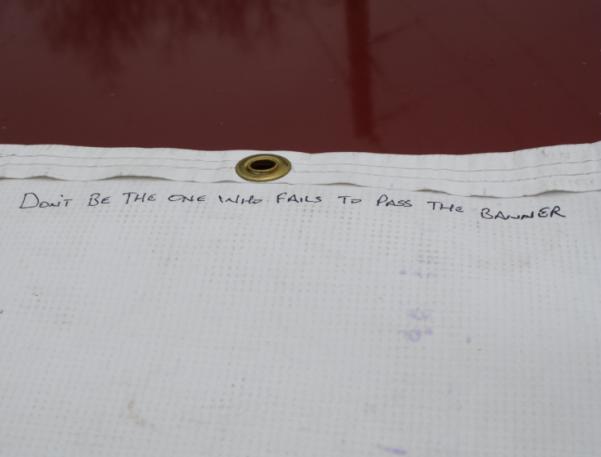 DON'T BE THE ONE WHO FAILS TO PASS THE BANNER